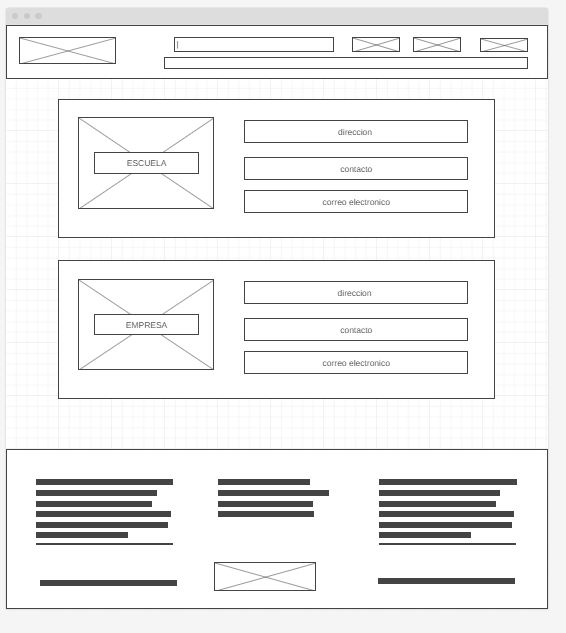 ESCUELA
direccion
contacto
correo electronico
EMPRESA
direccion
contacto
correo electronico